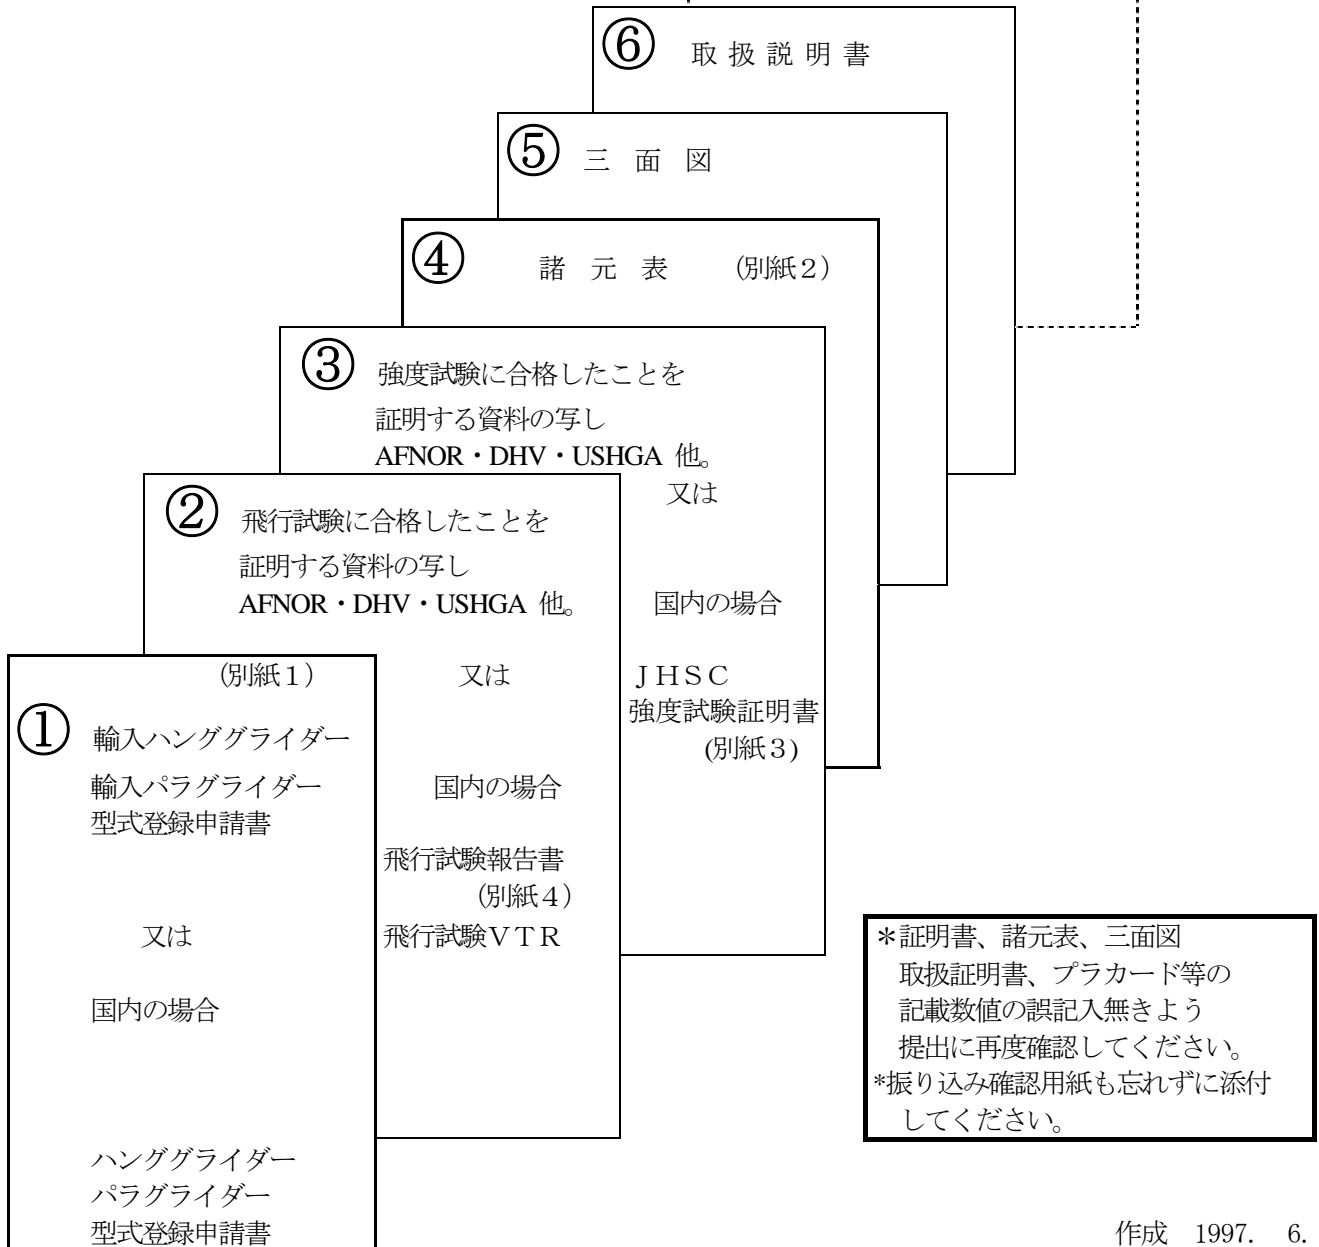 ⑥ 取扱説明書
⑤ 三面図
④ 諸元表 (別紙２)
③ 強度試験に合格したことを
証明する資料の写し
AFNOR・DHV・USHGA 他。
又は
国内の場合
ＪＨＳＣ
強度試験証明書
(別紙３)
② 飛行試験に合格したことを
証明する資料の写し
AFNOR・DHV・USHGA 他。
又は
国内の場合
飛行試験報告書
(別紙４)
飛行試験ＶＴＲ
(別紙１)
① 輸入ハンググライダー
輸入パラグライダー
型式登録申請書
又は
国内の場合
ハンググライダー
パラグライダー
型式登録申請書
＊証明書、諸元表、三面図
取扱証明書、プラカード等の
記載数値の誤記入無きよう
提出に再度確認してください。
*振り込み確認用紙も忘れずに添付
してください。
作成 1997. 6.